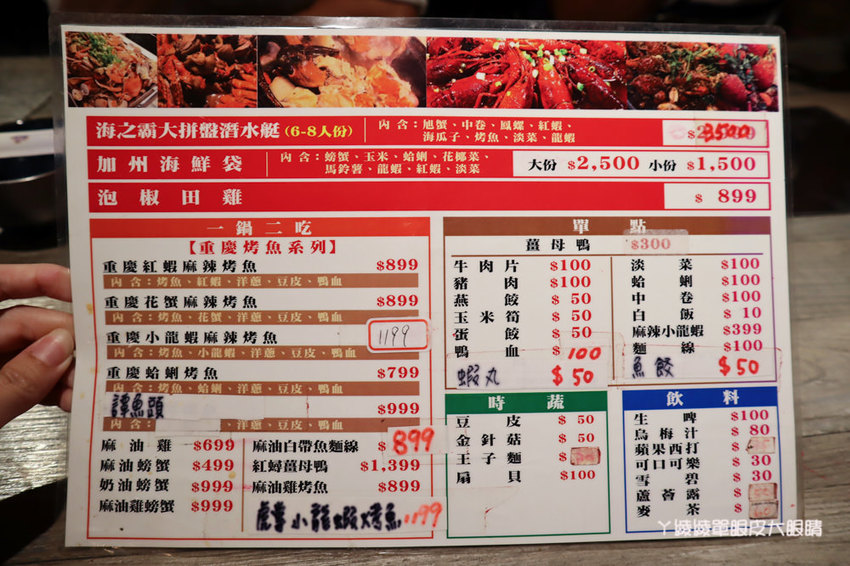 海之霸大拼盤潛水艇(6-8人份) 內含:旭蟹、中卷、鳳螺、紅蝦、
海瓜子、烤魚、淡菜、龍蝦 $3500
加州海鮮袋 內含:螃蟹、玉米、蛤蜊、花椰菜、
馬鈴薯、龍蝦、紅蝦、淡菜 大份 $2,500 小份 $1,500
泡椒田雞 $ 899
一鍋二吃
【重慶烤魚系列】
重慶紅蝦麻辣烤魚 $899
內含:烤魚、紅蝦、洋蔥、豆皮、鴨血
重慶花蟹麻辣烤魚 $899
內含:烤魚、花蟹、洋蔥、豆皮、鴨血
重慶小龍蝦麻辣烤魚 1199
內含:烤魚、小龍蝦、洋蔥、豆皮、鴨血
重慶蛤蜊烤魚 $799
內含:烤魚、蛤蜊、洋蔥、豆皮、鴨血
譚魚頭 $999
麻油雞 $699
麻油螃蟹 $499
奶油螃蟹 $999
麻油雞螃蟹 $999
麻油白帶魚麵線 $899
紅蟳薑母鴨 $1,399
麻油雞烤魚 $899
小龍蝦烤魚 1199
單點
薑母鴨 $300
牛肉片 $100
豬肉 $100
燕餃 $ 50
玉米筍 $ 50
蛋餃 $ 50
鴨血 $100
蝦丸 $50
淡菜 $100
蛤蜊 $100
中卷 $100
白飯 $ 10
麻辣小龍蝦 $399
麵線 $100
魚餃 $50
時蔬
豆皮 $ 50
金針菇 $ 50
王子麵 $
扇貝 $100
飲料
生啤 $100
烏梅汁 $ 80
蘋果西打 $
可口可樂 $ 30
雪碧 $ 30
蘆薈露 $
麥茶 $
ㄚ綾綾單眼皮大眼睛